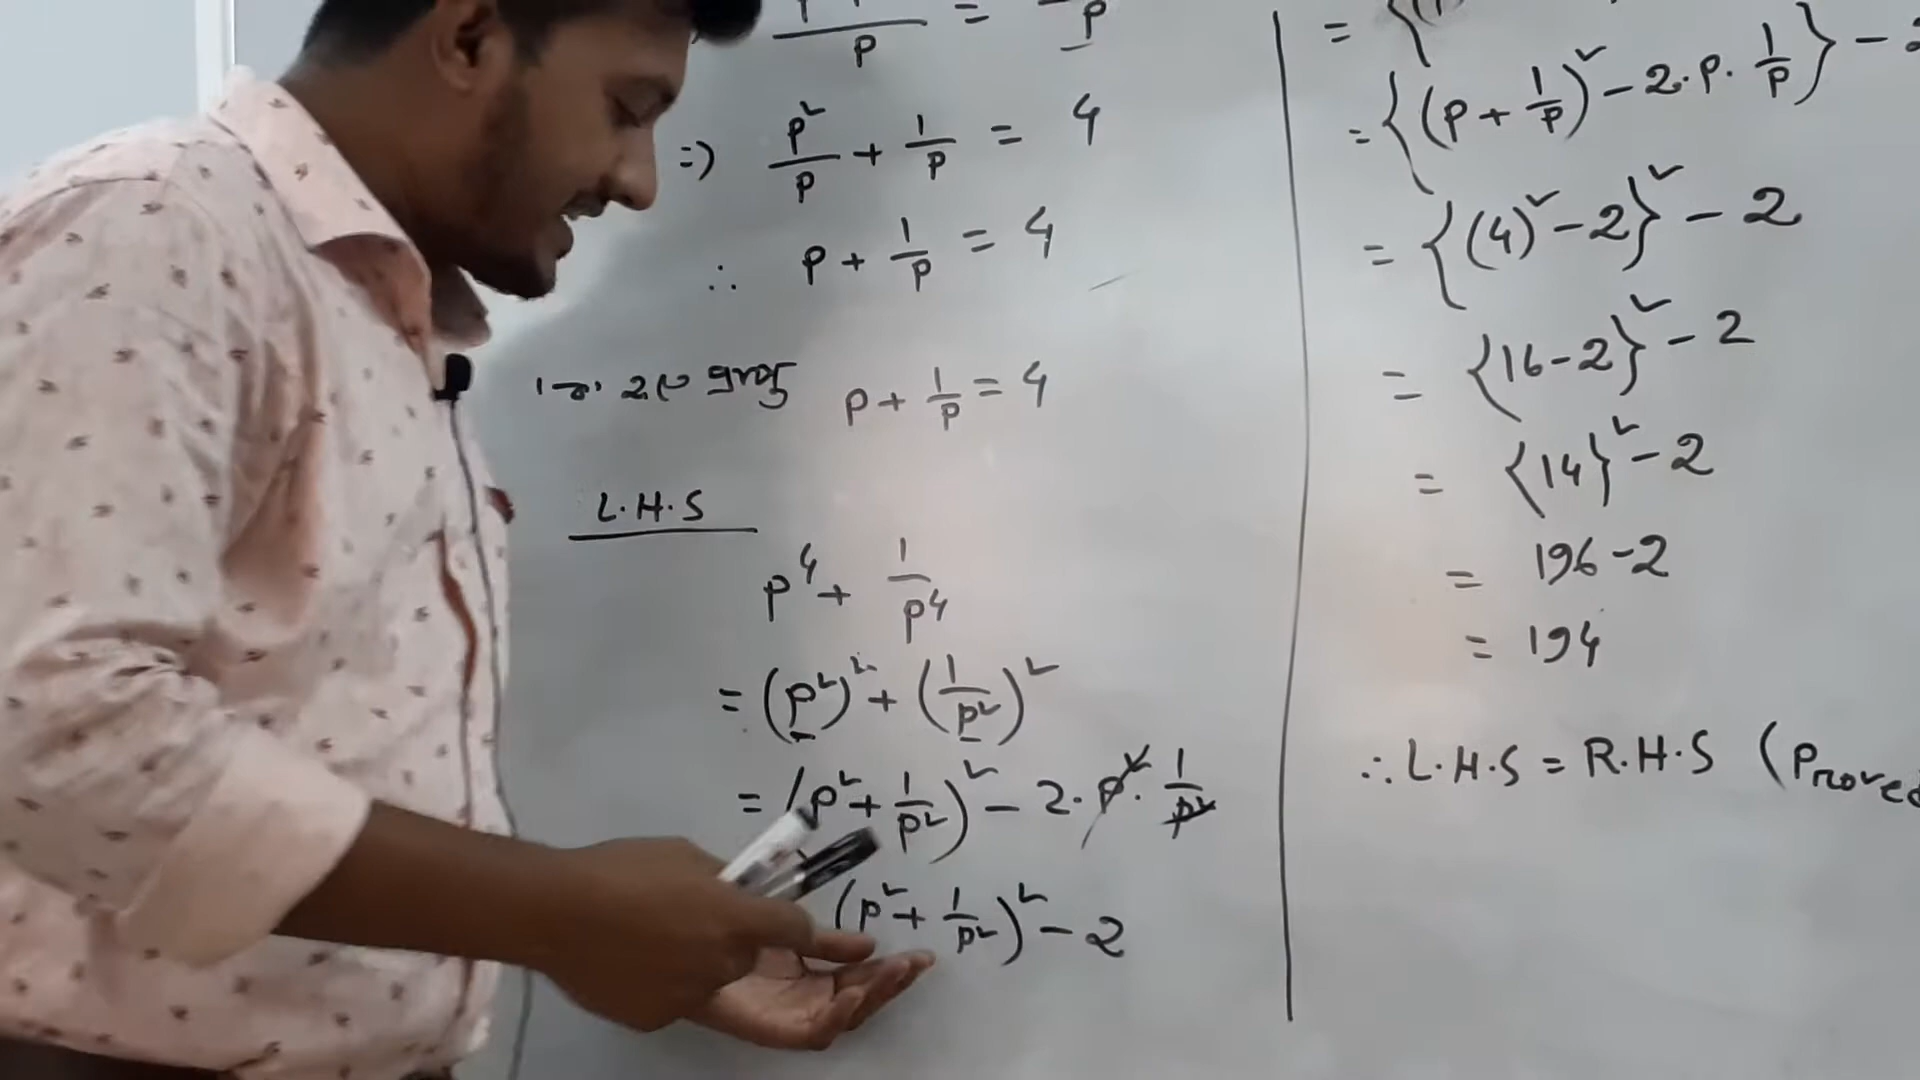 p = p
=) p²/p + 1/p = 4
∴ p + 1/p = 4
p + 1/p = 4
L.H.S
p⁴ + 1/p⁴
= (p²)² + (1/p²)²
= (p² + 1/p²)² - 2·p²·1/p²
(p² + 1/p²)² - 2
= {
= {(p + 1/p)² - 2·p·1/p} -
= {(4)² - 2}² - 2
= {16-2}² - 2
= {14}² - 2
= 196-2
= 194
∴ L.H.S = R.H.S (Proved